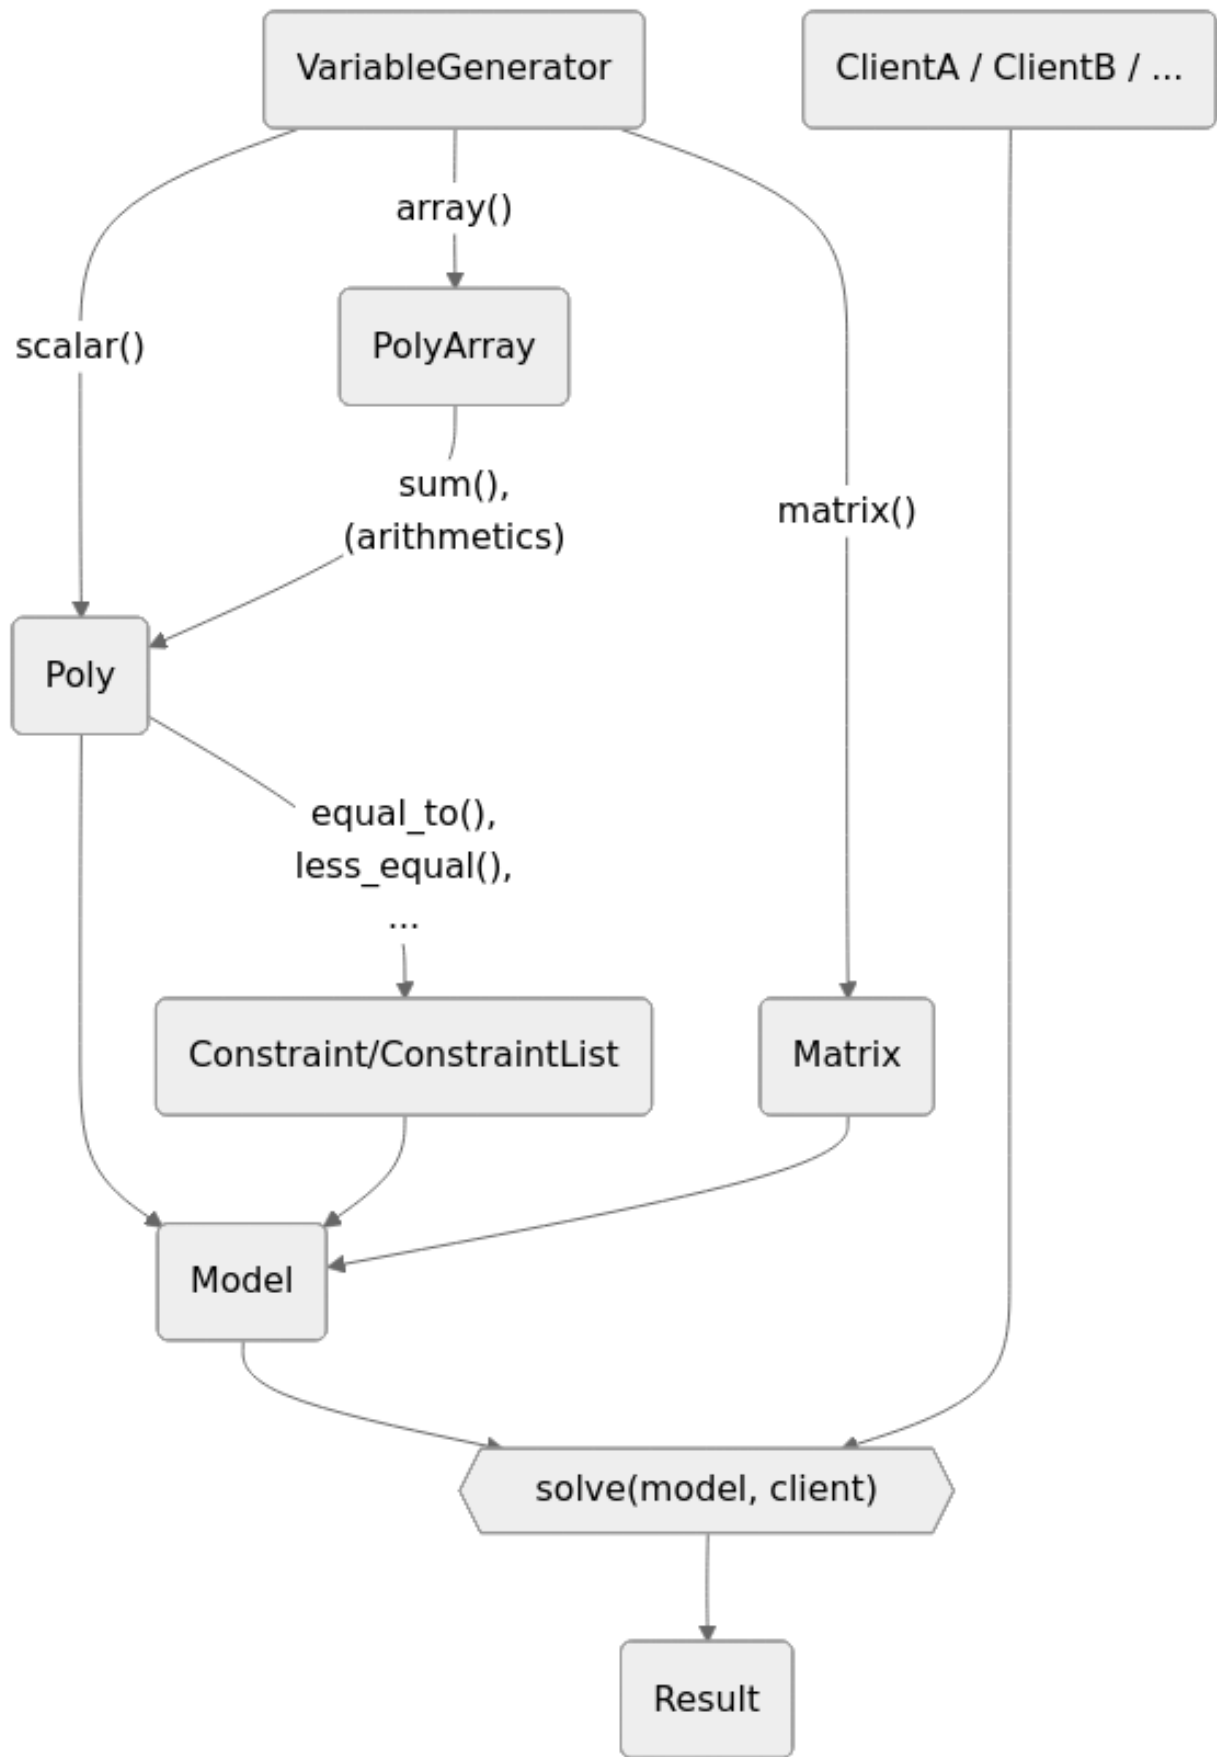 VariableGenerator
ClientA / ClientB / ...
array()
scalar()
PolyArray
sum(),
(arithmetics)
matrix()
Poly
equal_to(),
less_equal(),
...
Constraint/ConstraintList
Matrix
Model
solve(model, client)
Result